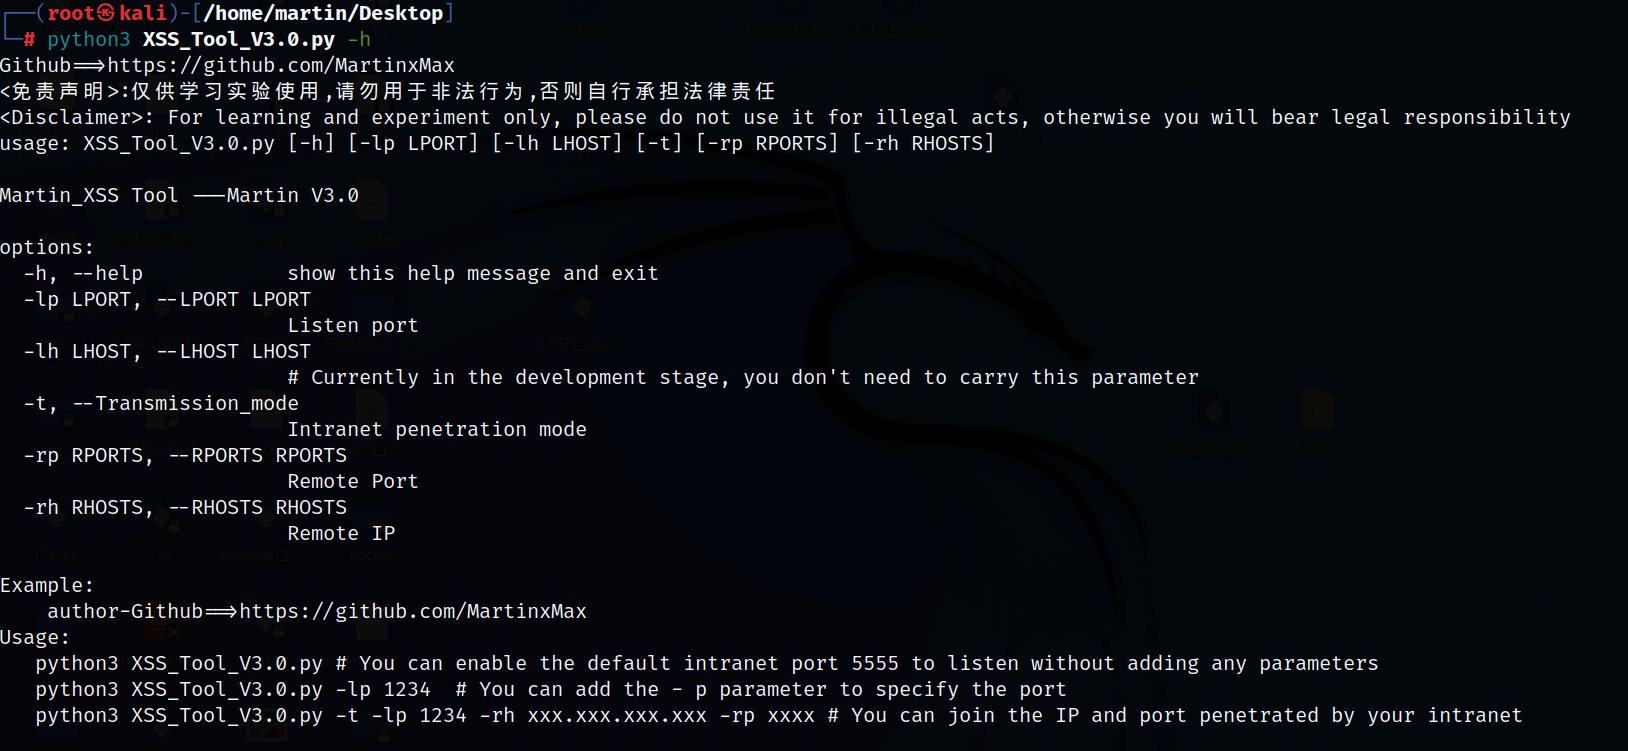 ┌──(root㉿kali)-[/home/martin/Desktop]
└─# python3 XSS_Tool_V3.0.py -h
Github==>https://github.com/MartinxMax
<免责声明>:仅供学习实验使用,请勿用于非法行为,否则自行承担法律责任
<Disclaimer>: For learning and experiment only, please do not use it for illegal acts, otherwise you will bear legal responsibility
usage: XSS_Tool_V3.0.py [-h] [-lp LPORT] [-lh LHOST] [-t] [-rp RPORTS] [-rh RHOSTS]
Martin_XSS Tool ---Martin V3.0
options:
-h, --help show this help message and exit
-lp LPORT, --LPORT LPORT
Listen port
-lh LHOST, --LHOST LHOST
# Currently in the development stage, you don't need to carry this parameter
-t, --Transmission_mode
Intranet penetration mode
-rp RPORTS, --RPORTS RPORTS
Remote Port
-rh RHOSTS, --RHOSTS RHOSTS
Remote IP
Example:
author-Github==>https://github.com/MartinxMax
Usage:
python3 XSS_Tool_V3.0.py # You can enable the default intranet port 5555 to listen without adding any parameters
python3 XSS_Tool_V3.0.py -lp 1234 # You can add the - p parameter to specify the port
python3 XSS_Tool_V3.0.py -t -lp 1234 -rh xxx.xxx.xxx.xxx -rp xxxx # You can join the IP and port penetrated by your intranet